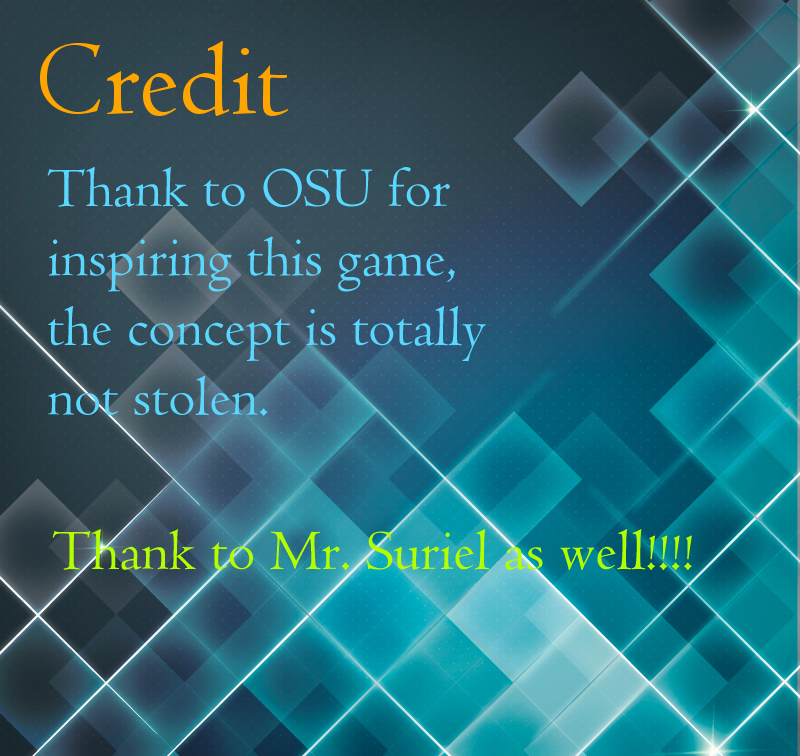 Credit
Thank to OSU for
inspiring this game,
the concept is totally
not stolen.
Thank to Mr. Suriel as well!!!!